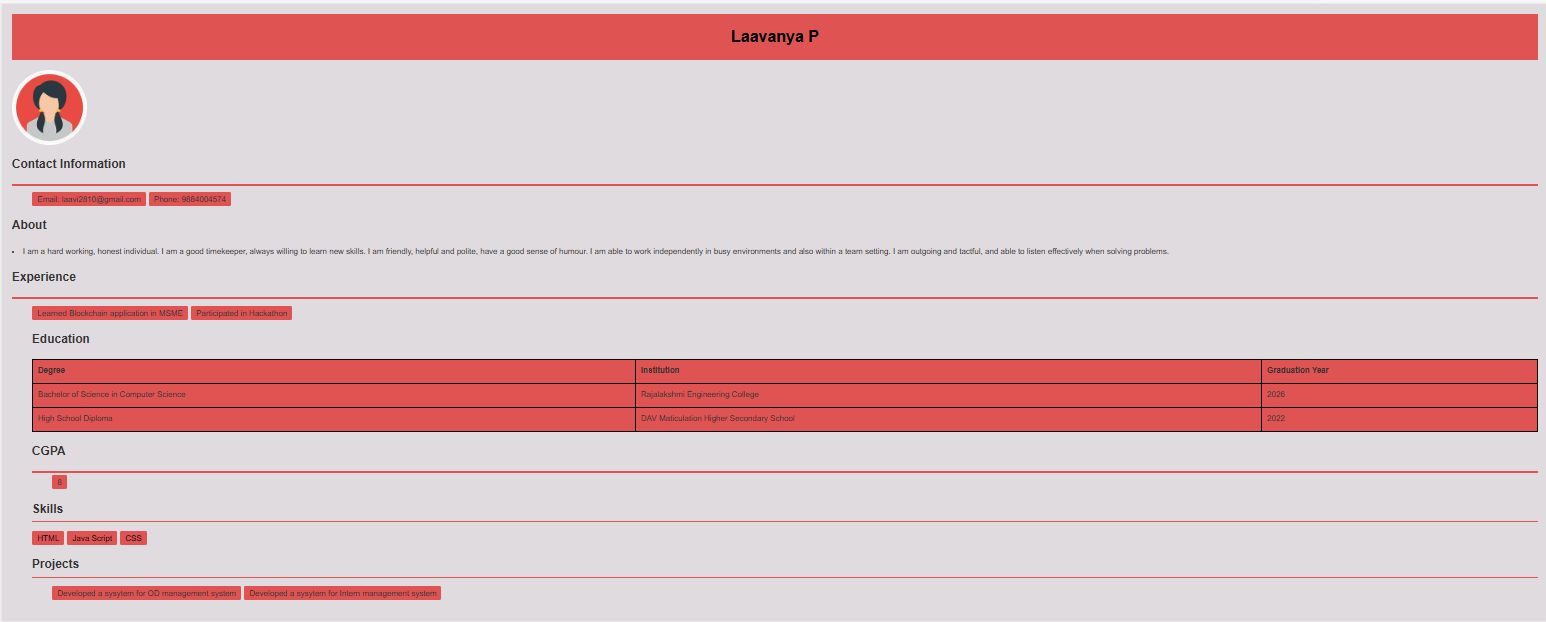 Laavanya P
Contact Information
Email: laavi2810@gmail.com Phone: 9884004574
About
• I am a hard working, honest individual. I am a good timekeeper, always willing to learn new skills. I am friendly, helpful and polite, have a good sense of humour. I am able to work independently in busy environments and also within a team setting. I am outgoing and tactful, and able to listen effectively when solving problems.
Experience
Learned Blockchain application in MSME Participated in Hackathon
Education
Degree Institution Graduation Year
Bachelor of Science in Computer Science Rajalakshmi Engineering College 2026
High School Diploma DAV Maticulation Higher Secondary School 2022
CGPA
8
Skills
HTML Java Script CSS
Projects
Developed a sysytem for OD management system Developed a sysytem for Intern management system